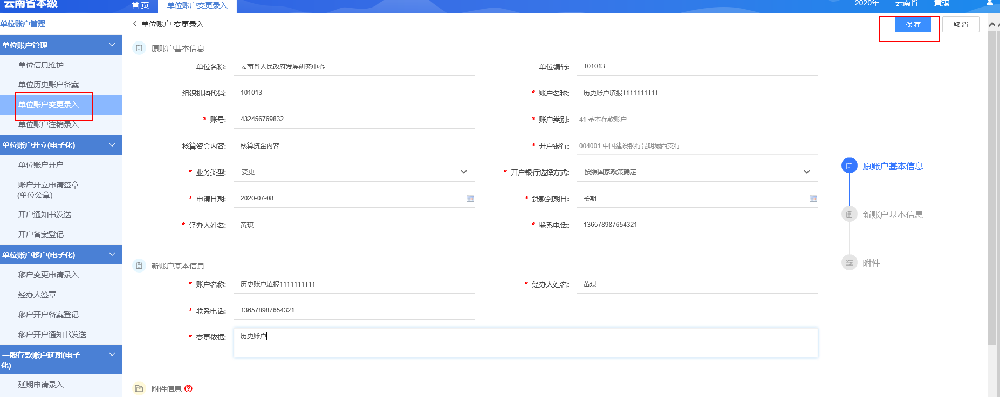 云南省本级
首 页
单位账户变更录入
2020年
云南省
黄琪
单位账户管理
单位账户-变更录入
保存
取消
单位账户管理
单位信息维护
单位历史账户备案
单位账户变更录入
单位账户注销录入
单位账户开立(电子化)
单位账户开户
账户开立申请签章
(单位公章)
开户通知书发送
开户备案登记
单位账户移户(电子化)
移户变更申请录入
经办人签章
移户开户备案登记
移户开户通知书发送
一般存款账户延期(电子
化)
延期申请录入
原账户基本信息
单位名称: 云南省人民政府发展研究中心
单位编码: 101013
组织机构代码: 101013
* 账户名称: 历史账户填报1111111111
* 账号: 432456769832
* 账户类别: 41 基本存款账户
核算资金内容: 核算资金内容
* 开户银行: 004001 中国建设银行昆明城西支行
* 业务类型: 变更
* 开户银行选择方式: 按照国家政策确定
* 申请日期: 2020-07-08
* 贷款到期日: 长期
* 经办人姓名: 黄琪
* 联系电话: 136578987654321
新账户基本信息
* 账户名称: 历史账户填报1111111111
* 经办人姓名: 黄琪
* 联系电话: 136578987654321
* 变更依据: 历史账户
附件信息
原账户基本信息
新账户基本信息
附件